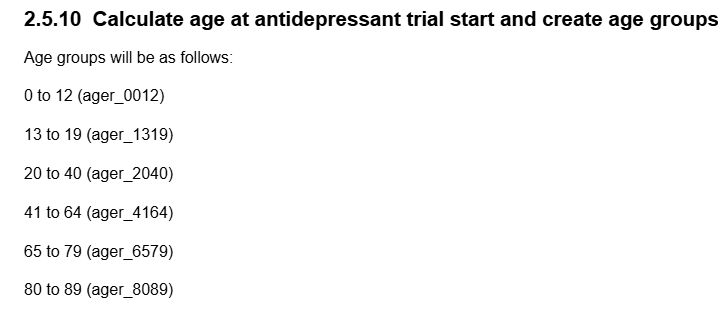 2.5.10 Calculate age at antidepressant trial start and create age groups
Age groups will be as follows:
0 to 12 (ager_0012)
13 to 19 (ager_1319)
20 to 40 (ager_2040)
41 to 64 (ager_4164)
65 to 79 (ager_6579)
80 to 89 (ager_8089)